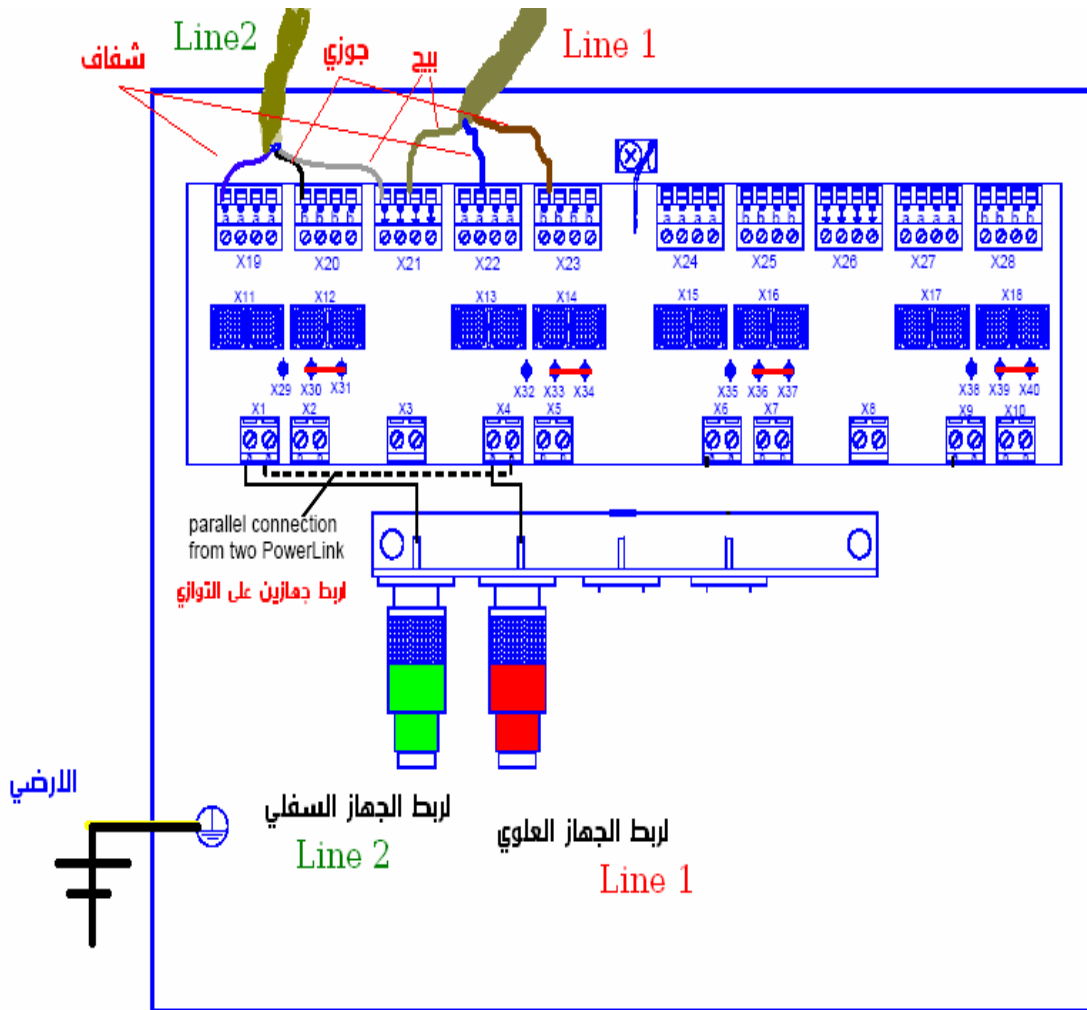 Line2
Line 1
شفاف
جوزي
بيج
a a a a
b b b b
a a a a
b b b b
a a a a
b b b b
a a a a
b b b b
X19 X20 X21 X22 X23 X24 X25 X26 X27 X28
X11 X12 X13 X14 X15 X16 X17 X18
X29 X30 X31 X32 X33 X34 X35 X36 X37 X38 X39 X40
X1 X2 X3 X4 X5 X6 X7 X8 X9 X10
parallel connection
from two PowerLink
لربط جهازين على التوازي
الارضي
لربط الجهاز السفلي
Line 2
لربط الجهاز العلوي
Line 1